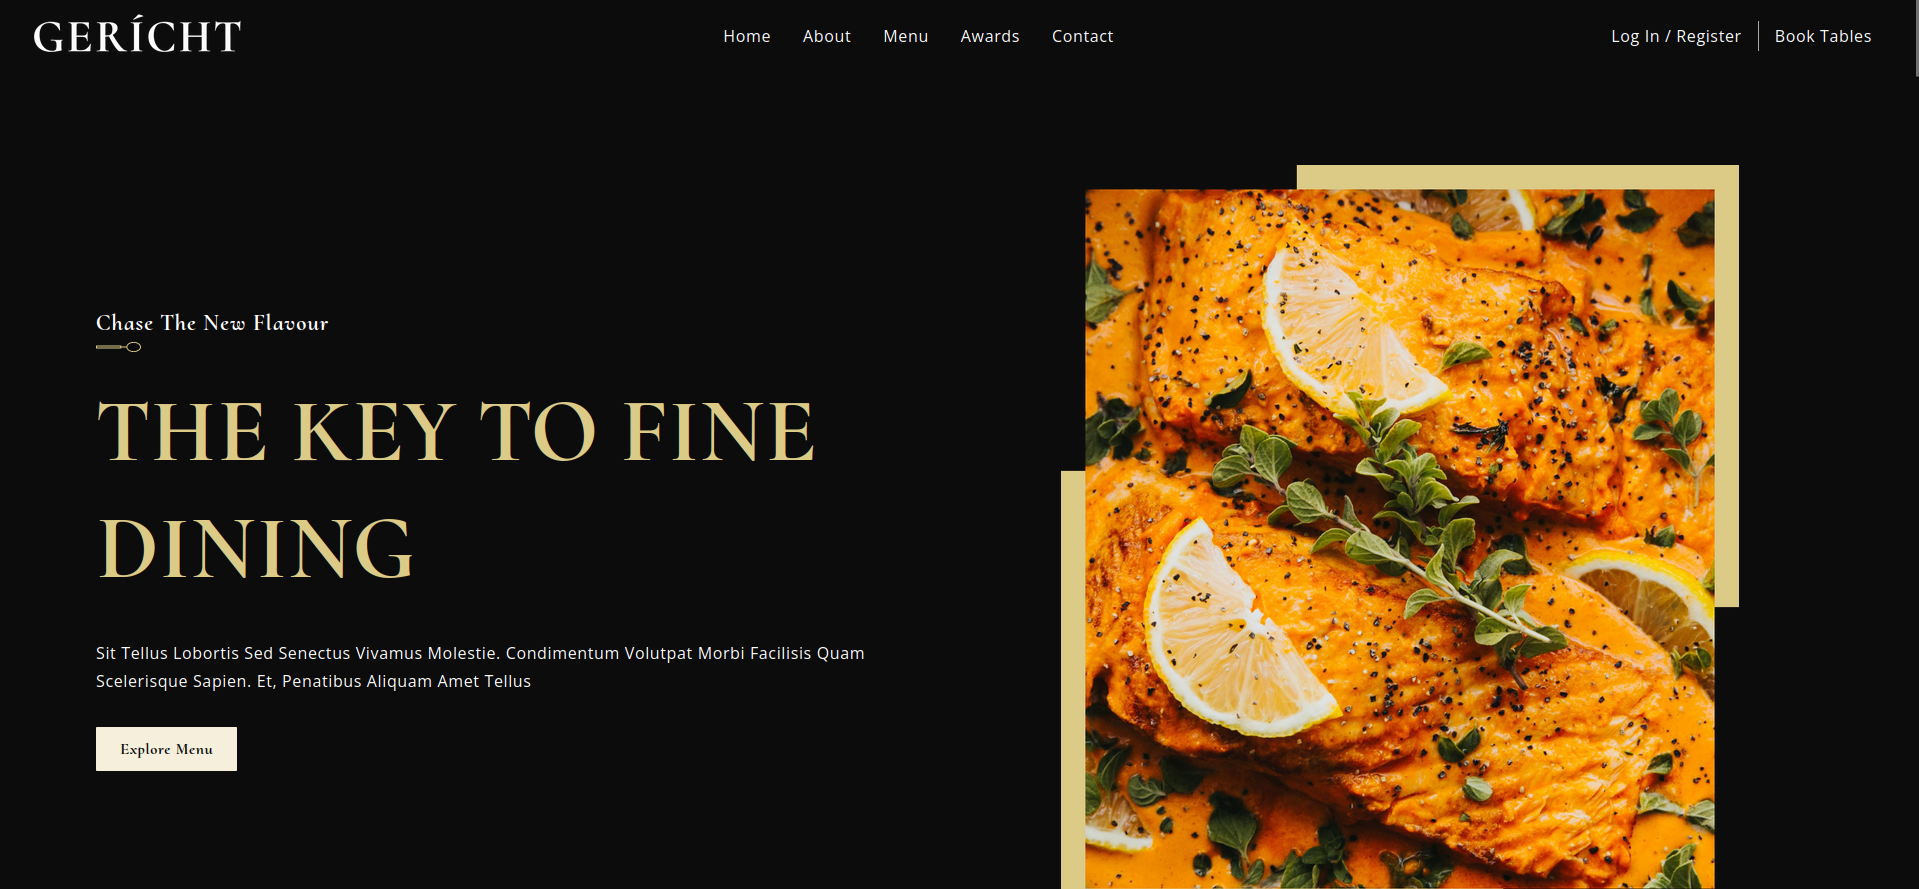 GERÍCHT
Home About Menu Awards Contact
Log In / Register Book Tables
Chase The New Flavour
THE KEY TO FINE
DINING
Sit Tellus Lobortis Sed Senectus Vivamus Molestie. Condimentum Volutpat Morbi Facilisis Quam
Scelerisque Sapien. Et, Penatibus Aliquam Amet Tellus
Explore Menu